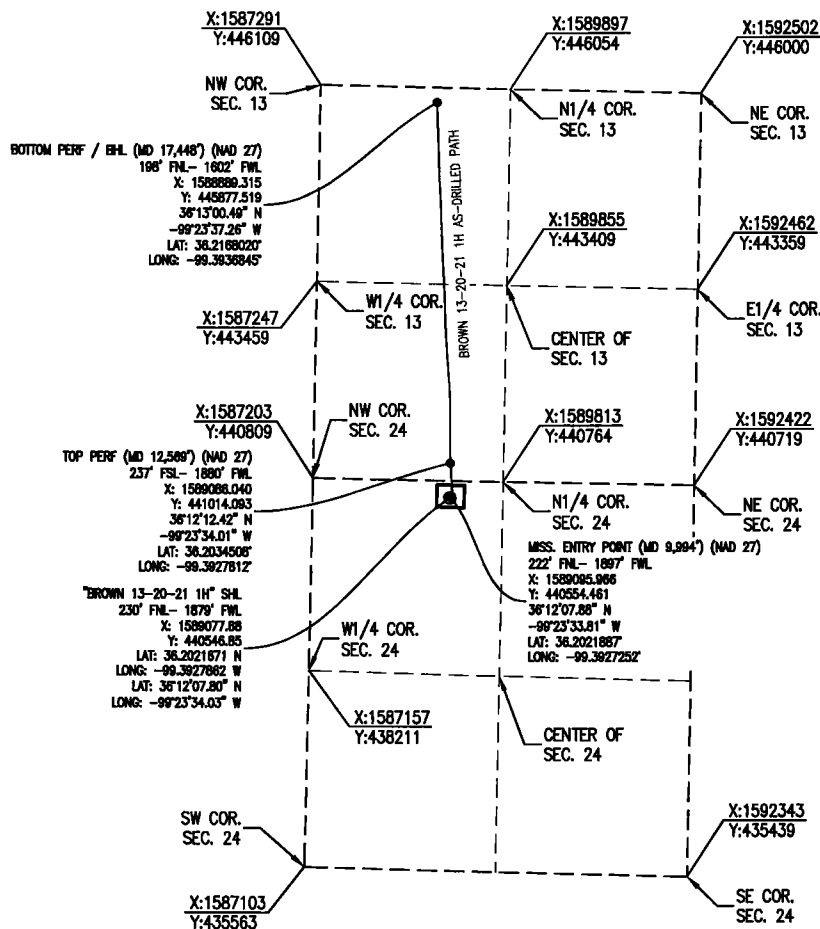 X:1587291
Y:446109
X:1589897
Y:446054
X:1592502
Y:446000
NW COR.
SEC. 13
N1/4 COR.
SEC. 13
NE COR.
SEC. 13
BOTTOM PERF / BHL (MD 17,448') (NAD 27)
198' FNL- 1602' FWL
X: 1588889.315
Y: 445877.519
36°13'00.49" N
-99°23'37.26" W
LAT: 36.2168020°
LONG: -99.3936845°
BROWN 13-20-21 1H AS-DRILLED PATH
X:1589855
Y:443409
X:1592462
Y:443359
W1/4 COR.
SEC. 13
X:1587247
Y:443459
CENTER OF
SEC. 13
E1/4 COR.
SEC. 13
X:1587203
Y:440809
NW COR.
SEC. 24
X:1589813
Y:440764
X:1592422
Y:440719
TOP PERF (MD 12,569') (NAD 27)
237' FSL- 1880' FWL
X: 1589086.040
Y: 441014.093
36°12'12.42" N
-99°23'34.01" W
LAT: 36.2034508°
LONG: -99.3927812°
N1/4 COR.
SEC. 24
NE COR.
SEC. 24
MISS. ENTRY POINT (MD 9,994') (NAD 27)
222' FNL- 1897' FWL
X: 1589095.966
Y: 440554.461
36°12'07.88" N
-99°23'33.81" W
LAT: 36.2021887°
LONG: -99.3927252°
"BROWN 13-20-21 1H" SHL
230' FNL- 1879' FWL
X: 1589077.88
Y: 440546.85
LAT: 36.2021671 N
LONG: -99.3927862 W
LAT: 36°12'07.80" N
LONG: -99°23'34.03" W
W1/4 COR.
SEC. 24
X:1587157
Y:438211
CENTER OF
SEC. 24
SW COR.
SEC. 24
X:1592343
Y:435439
X:1587103
Y:435563
SE COR.
SEC. 24